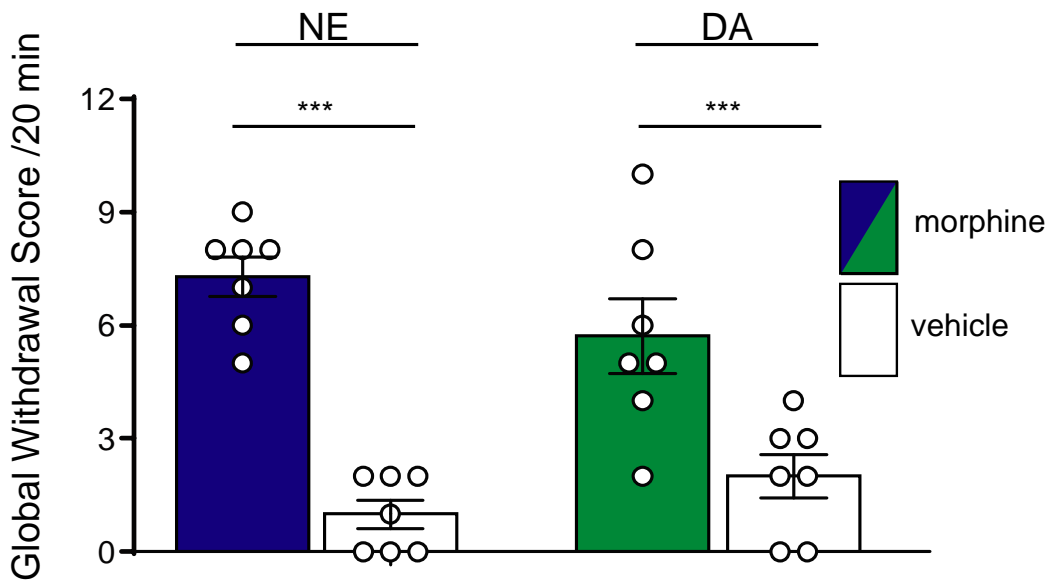 NE
DA
***
***
Global Withdrawal Score /20 min
12
9
6
3
0
morphine
vehicle